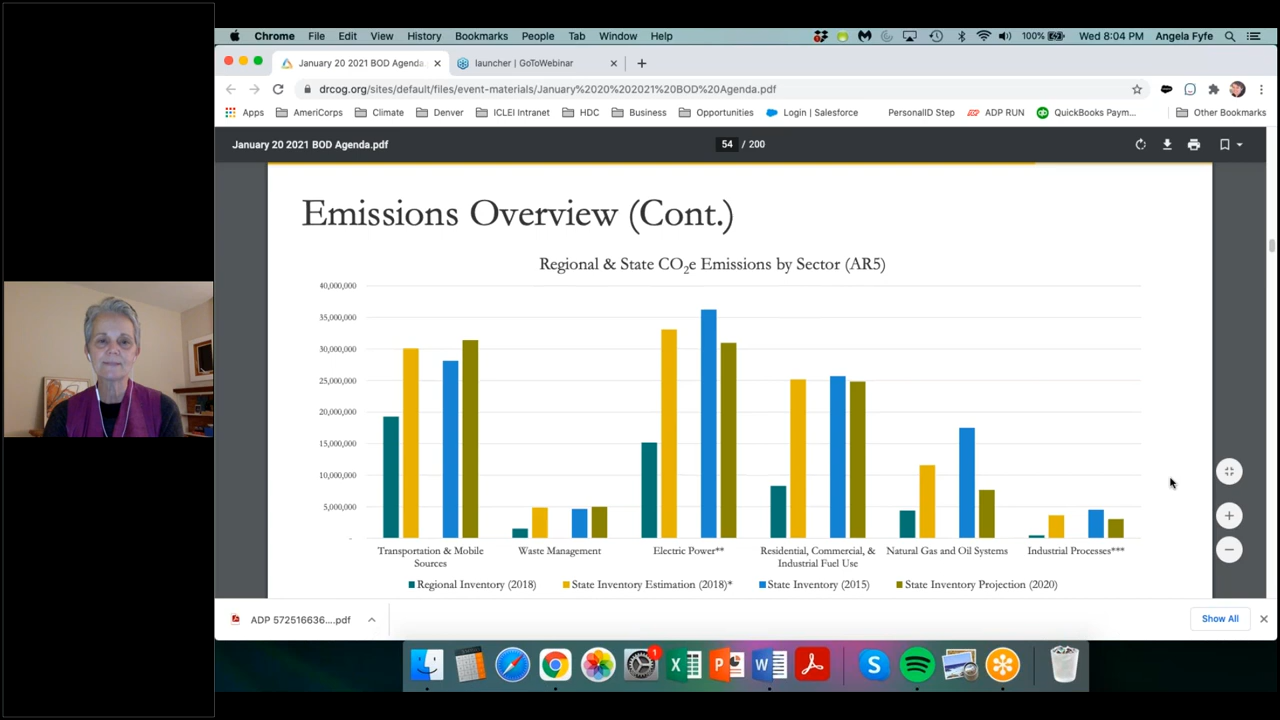 Chrome File Edit View History Bookmarks People Tab Window Help 100% Wed 8:04 PM Angela Fyfe
January 20 2021 BOD Agenda. launcher | GoToWebinar
drcog.org/sites/default/files/event-materials/January%2020%202021%20BOD%20Agenda.pdf
Apps AmeriCorps Climate Denver ICLEI Intranet HDC Business Opportunities Login | Salesforce PersonalID Step ADP RUN QuickBooks Paym... Other Bookmarks
January 20 2021 BOD Agenda.pdf 54 / 200
Emissions Overview (Cont.)
Regional & State CO₂e Emissions by Sector (AR5)
40,000,000
35,000,000
30,000,000
25,000,000
20,000,000
15,000,000
10,000,000
5,000,000
-
Transportation & Mobile Waste Management Electric Power** Residential, Commercial, & Natural Gas and Oil Systems Industrial Processes***
Sources Industrial Fuel Use
Regional Inventory (2018) State Inventory Estimation (2018)* State Inventory (2015) State Inventory Projection (2020)
ADP 572516636....pdf Show All
1